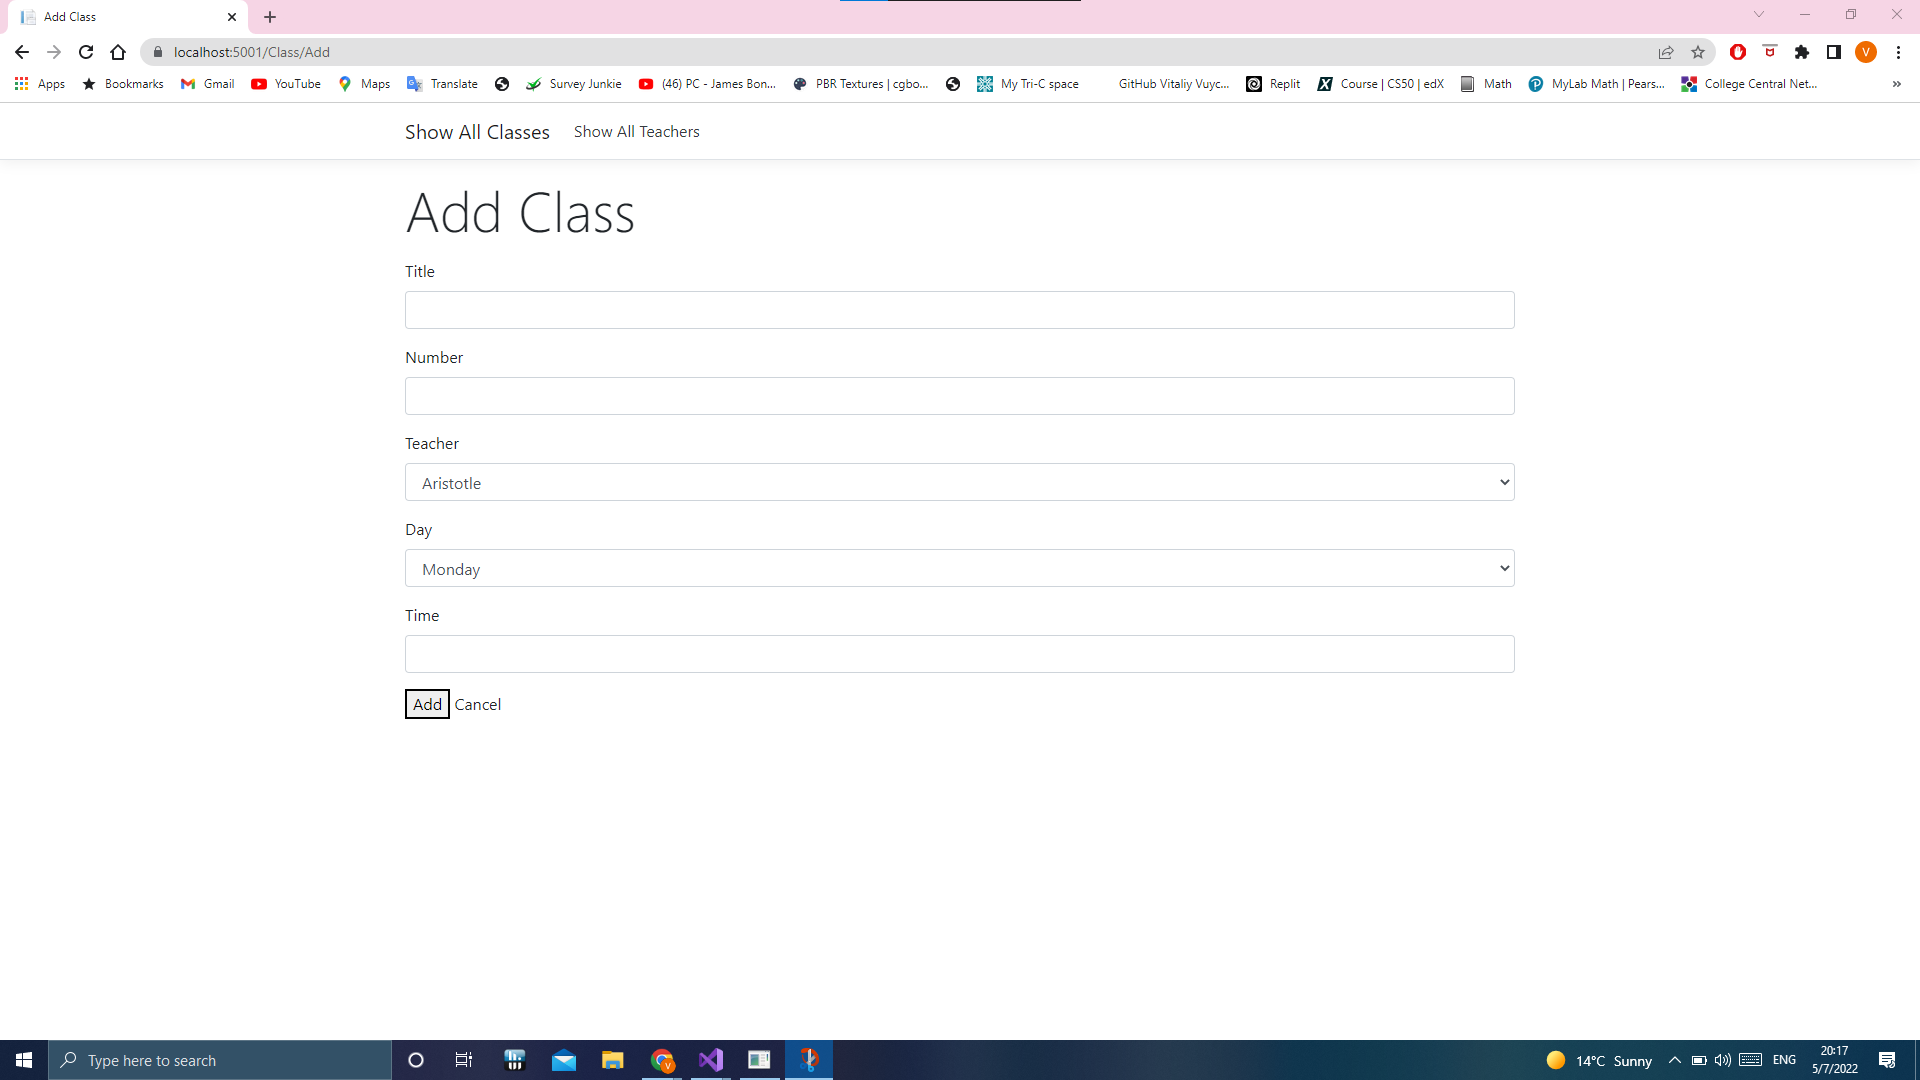 Add Class
localhost:5001/Class/Add
V
Apps Bookmarks Gmail YouTube Maps Translate Survey Junkie (46) PC - James Bon... PBR Textures | cgbo... My Tri-C space GitHub Vitaliy Vuyc... Replit Course | CS50 | edX Math MyLab Math | Pears... College Central Net... »
Show All Classes Show All Teachers
Add Class
Title
Number
Teacher
Aristotle
Day
Monday
Time
Add Cancel
Type here to search
14°C Sunny
ENG
20:17
5/7/2022